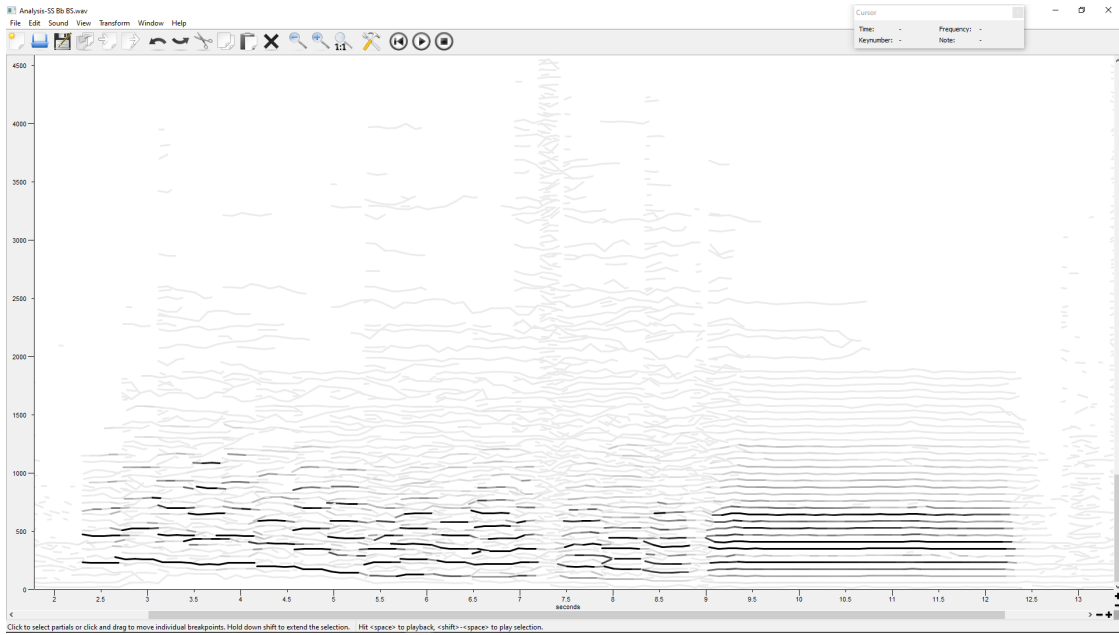 Analysis-SS Bb BS.wav
File Edit Sound View Transform Window Help
1:1
Cursor
Time: - Frequency: -
Keynumber: - Note: -
4500
4000
3500
3000
2500
2000
1500
1000
500
0
2 2.5 3 3.5 4 4.5 5 5.5 6 6.5 7 7.5 8 8.5 9 9.5 10 10.5 11 11.5 12 12.5 13
seconds
Click to select partials or click and drag to move individual breakpoints. Hold down shift to extend the selection. Hit <space> to playback, <shift>-<space> to play selection.